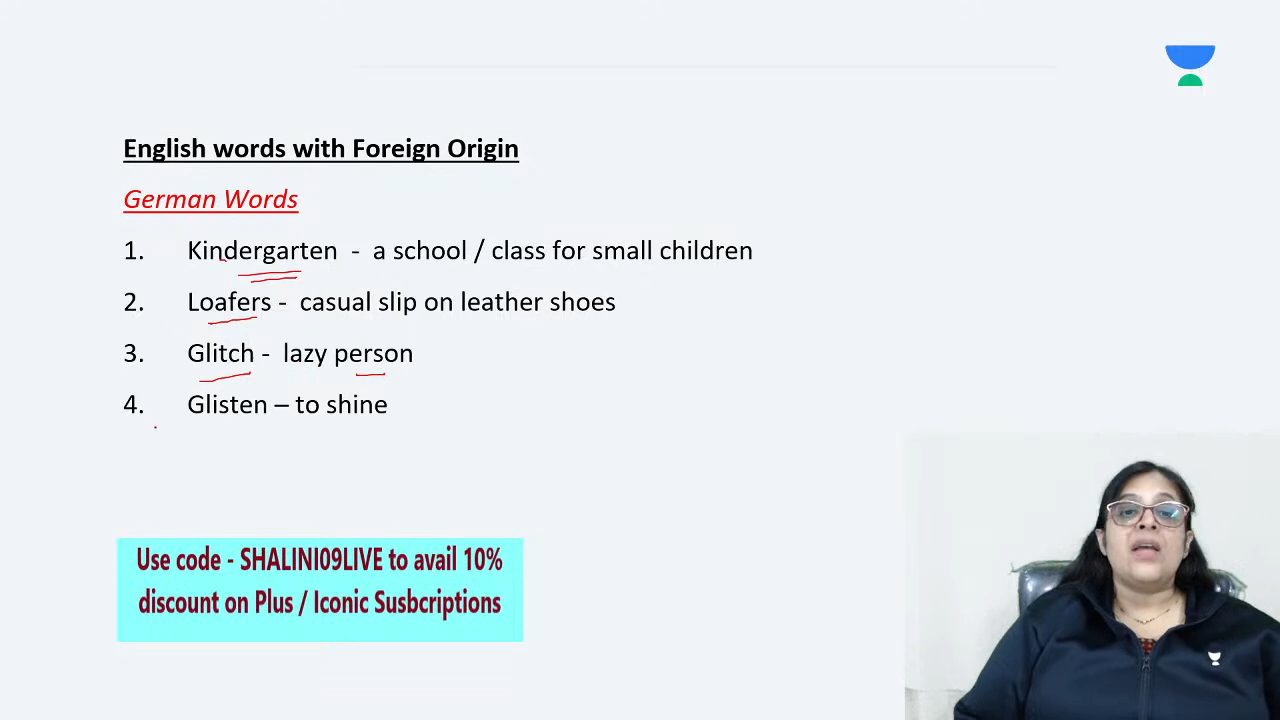 English words with Foreign Origin
German Words
1. Kindergarten - a school / class for small children
2. Loafers - casual slip on leather shoes
3. Glitch - lazy person
4. Glisten – to shine
Use code - SHALINI09LIVE to avail 10%
discount on Plus / Iconic Susbcriptions